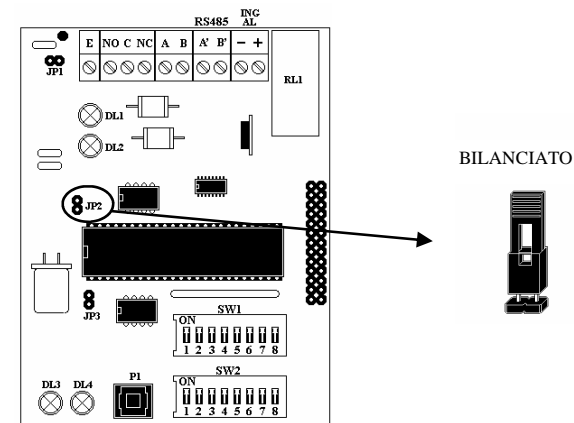 RS485 ING
AL
E NO C NC A B A' B' - +
JP1
RL1
DL1
DL2
BILANCIATO
JP2
JP3
SW1
ON
1 2 3 4 5 6 7 8
SW2
ON
1 2 3 4 5 6 7 8
DL3 DL4 P1